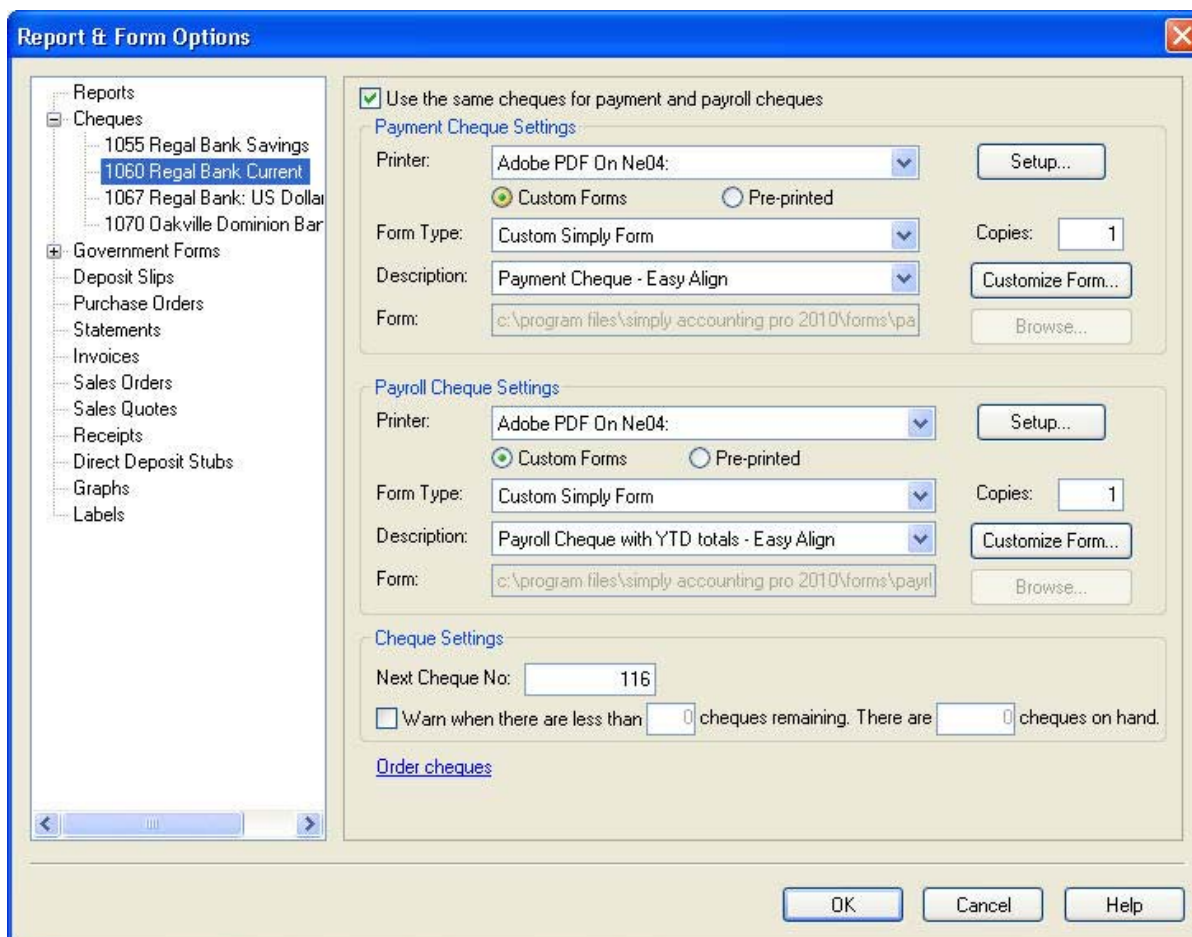 Report & Form Options
Reports
Cheques
1055 Regal Bank Savings
1060 Regal Bank Current
1067 Regal Bank: US Dollar
1070 Oakville Dominion Ban
Government Forms
Deposit Slips
Purchase Orders
Statements
Invoices
Sales Orders
Sales Quotes
Receipts
Direct Deposit Stubs
Graphs
Labels
Use the same cheques for payment and payroll cheques
Payment Cheque Settings
Printer: Adobe PDF On Ne04: Setup...
Custom Forms Pre-printed
Form Type: Custom Simply Form Copies: 1
Description: Payment Cheque - Easy Align Customize Form...
Form: c:\program files\simply accounting pro 2010\forms\pa Browse...
Payroll Cheque Settings
Printer: Adobe PDF On Ne04: Setup...
Custom Forms Pre-printed
Form Type: Custom Simply Form Copies: 1
Description: Payroll Cheque with YTD totals - Easy Align Customize Form...
Form: c:\program files\simply accounting pro 2010\forms\payrl Browse...
Cheque Settings
Next Cheque No: 116
Warn when there are less than 0 cheques remaining. There are 0 cheques on hand.
Order cheques
OK Cancel Help